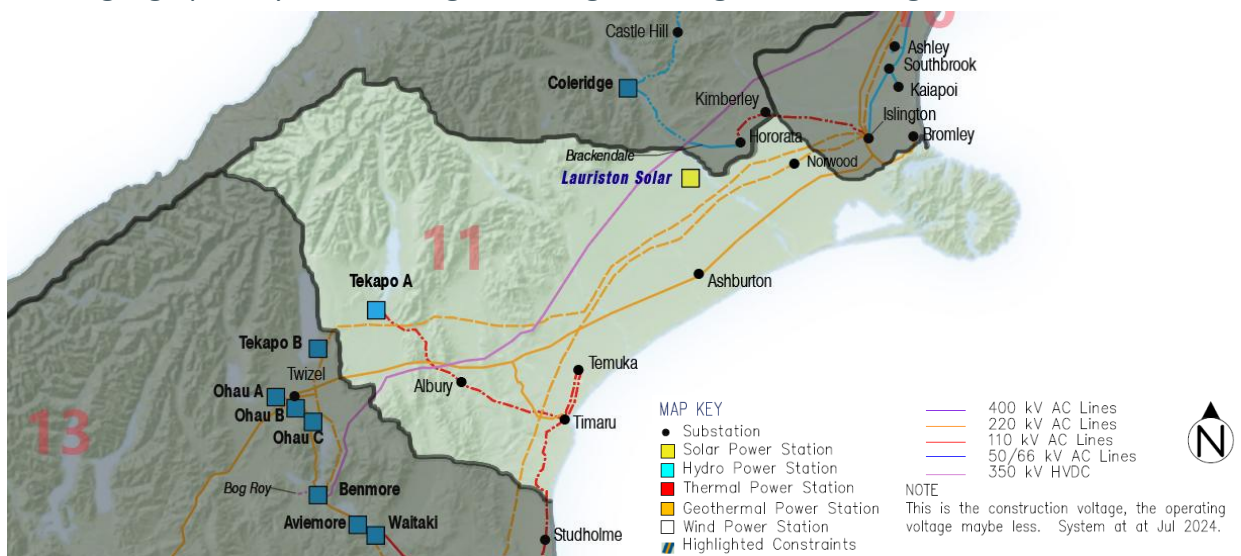 Castle Hill
Ashley
Southbrook
Coleridge
Kaiapoi
Kimberley
Islington
Hororata
Bromley
Brackendale
Norwood
Lauriston Solar
11
Tekapo A
Ashburton
Tekapo B
Temuka
Twizel
Albury
Ohau A
Ohau B
Ohau C
Timaru
13
Bog Roy
Benmore
Aviemore
Waitaki
Studholme
MAP KEY
Substation
Solar Power Station
Hydro Power Station
Thermal Power Station
Geothermal Power Station
Wind Power Station
Highlighted Constraints
400 kV AC Lines
220 kV AC Lines
110 kV AC Lines
50/66 kV AC Lines
350 kV HVDC
N
NOTE
This is the construction voltage, the operating
voltage maybe less. System at at Jul 2024.